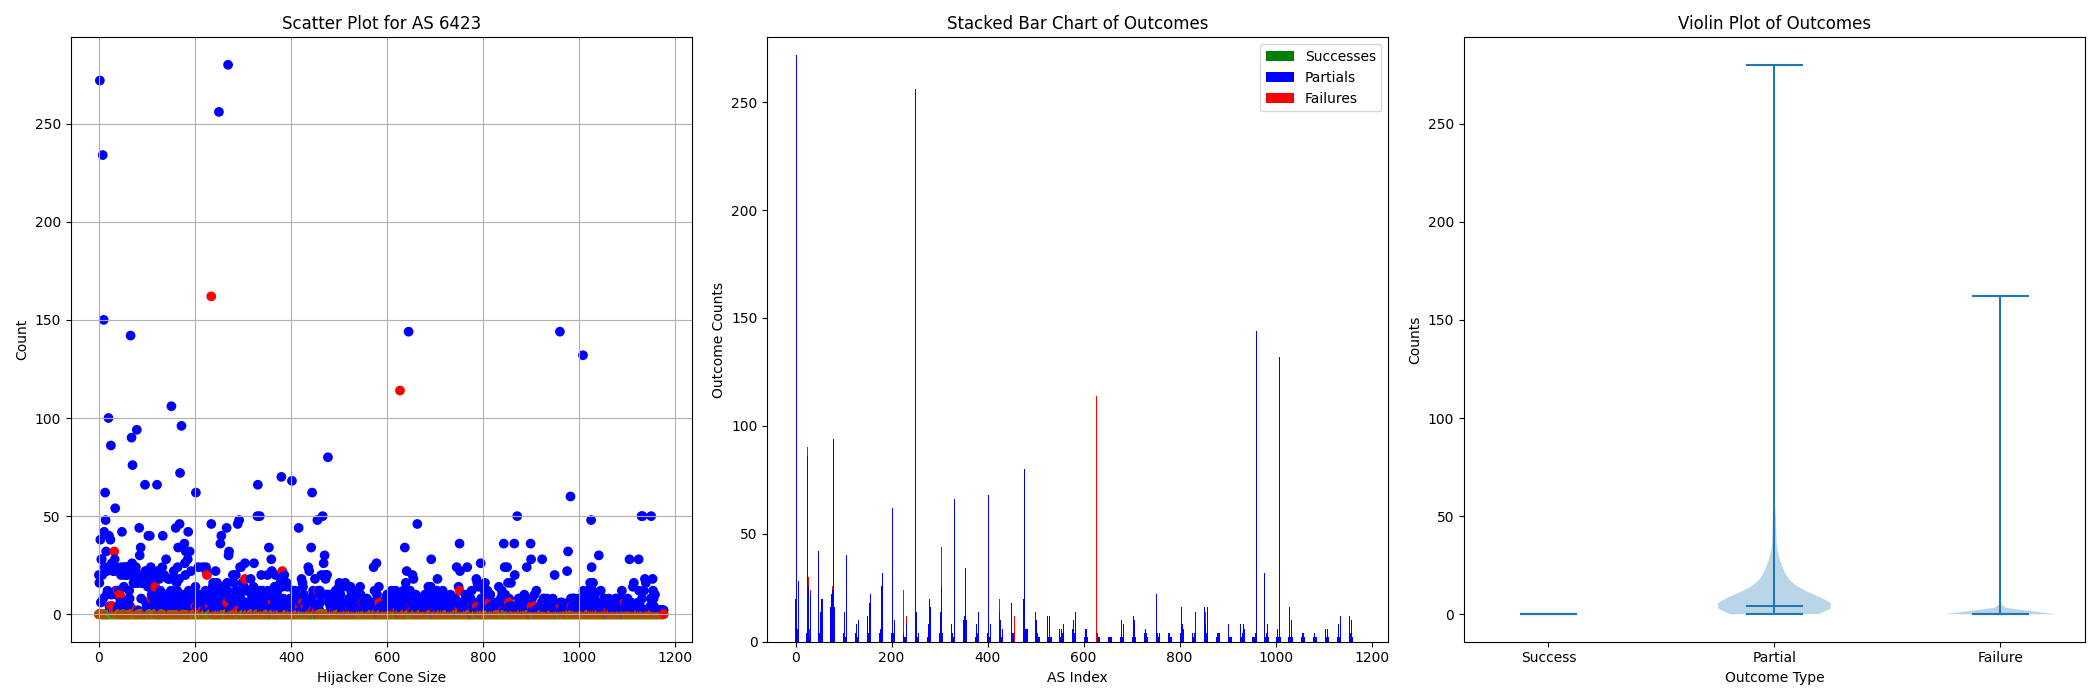 Scatter Plot for AS 6423
Count
250
200
150
100
50
0
0 200 400 600 800 1000 1200
Hijacker Cone Size
Stacked Bar Chart of Outcomes
Successes
Partials
Failures
Outcome Counts
250
200
150
100
50
0
0 200 400 600 800 1000 1200
AS Index
Violin Plot of Outcomes
Counts
250
200
150
100
50
0
Success Partial Failure
Outcome Type